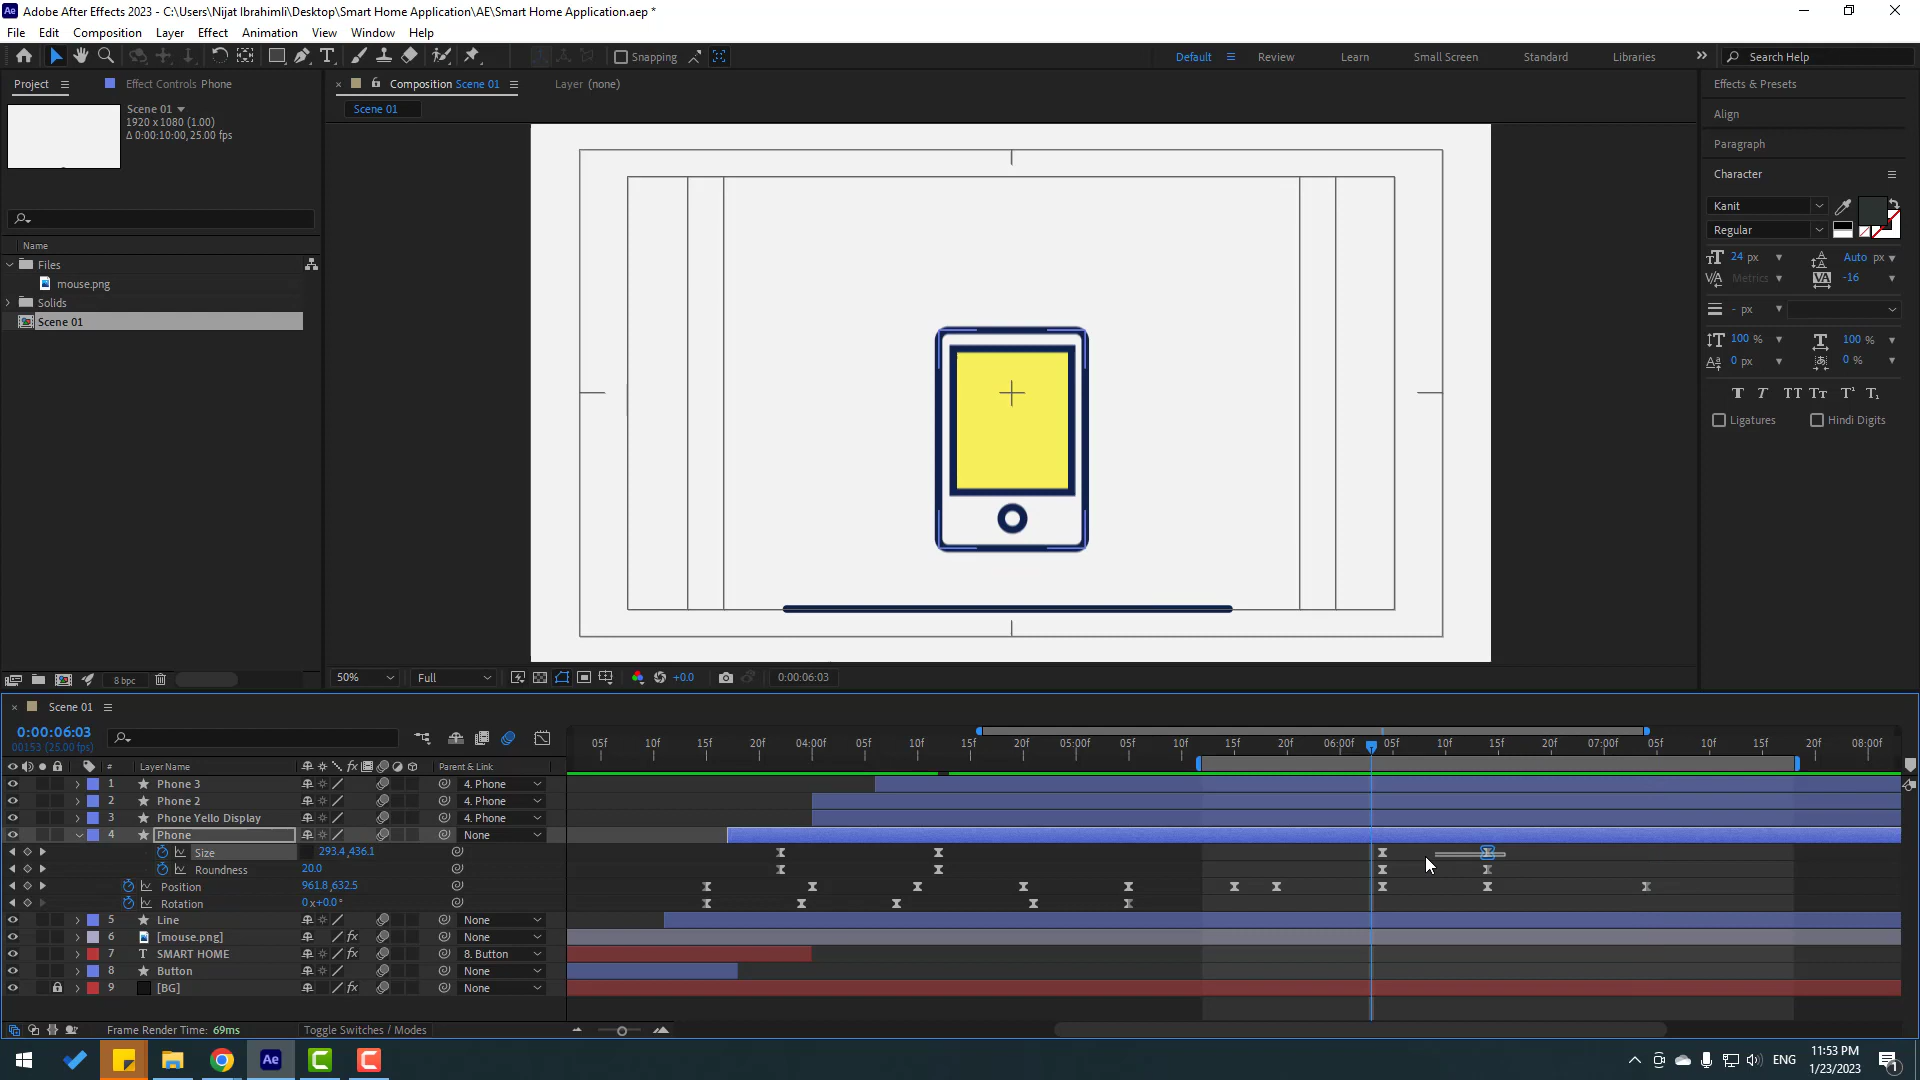 Adobe After Effects 2023 - C:\Users\Nijat Ibrahimli\Desktop\Smart Home Application\AE\Smart Home Application.aep *
File Edit Composition Layer Effect Animation View Window Help
Snapping
Default Review Learn Small Screen Standard Libraries Search Help
Project Effect Controls Phone
Composition Scene 01 Layer (none)
Effects & Presets
Scene 01
1920 x 1080 (1.00)
Δ 0:00:10:00, 25.00 fps
Scene 01
Align
Paragraph
Character
Kanit
Regular
24 px Auto px
Metrics -16
- px
100 % 100 %
0 px 0 %
Ligatures Hindi Digits
Name
Files
mouse.png
Solids
Scene 01
8 bpc
50% Full +0.0 0:00:06:03
Scene 01
0:00:06:03
00153 (25.00 fps)
05f 10f 15f 20f 04:00f 05f 10f 15f 20f 05:00f 05f 10f 15f 20f 06:00f 05f 10f 15f 20f 07:00f 05f 10f 15f 20f 08:00f
# Layer Name Parent & Link
1 Phone 3 4. Phone
2 Phone 2 4. Phone
3 Phone Yello Display 4. Phone
4 Phone None
Size 293.4,436.1
Roundness 20.0
Position 961.8,632.5
Rotation 0x+0.0°
5 Line None
6 [mouse.png] None
7 SMART HOME 8. Button
8 Button None
9 [BG] None
Frame Render Time: 69ms Toggle Switches / Modes
ENG 11:53 PM
1/23/2023